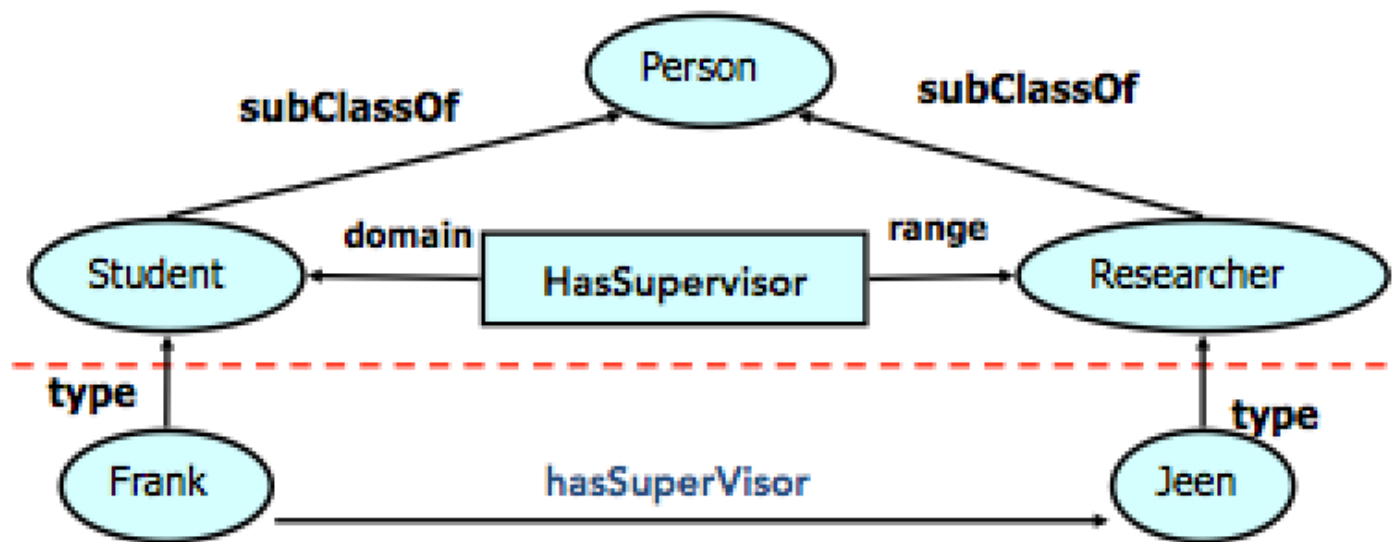 Person
subClassOf
subClassOf
domain
range
Student
HasSupervisor
Researcher
type
type
Frank
hasSuperVisor
Jeen